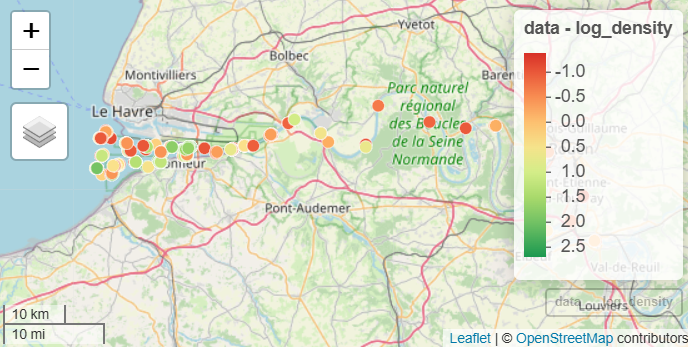 +
−
data - log_density
-1.0
-0.5
0.0
0.5
1.0
1.5
2.0
2.5
Yvetot
Bolbec
Montivilliers
Parc naturel
régional
des Boucles
de la Seine
Normande
Le Havre
Pont-Audemer
Val-de Reuil
data - log_density
Louviers
10 km
10 mi
Leaflet | © OpenStreetMap contributors